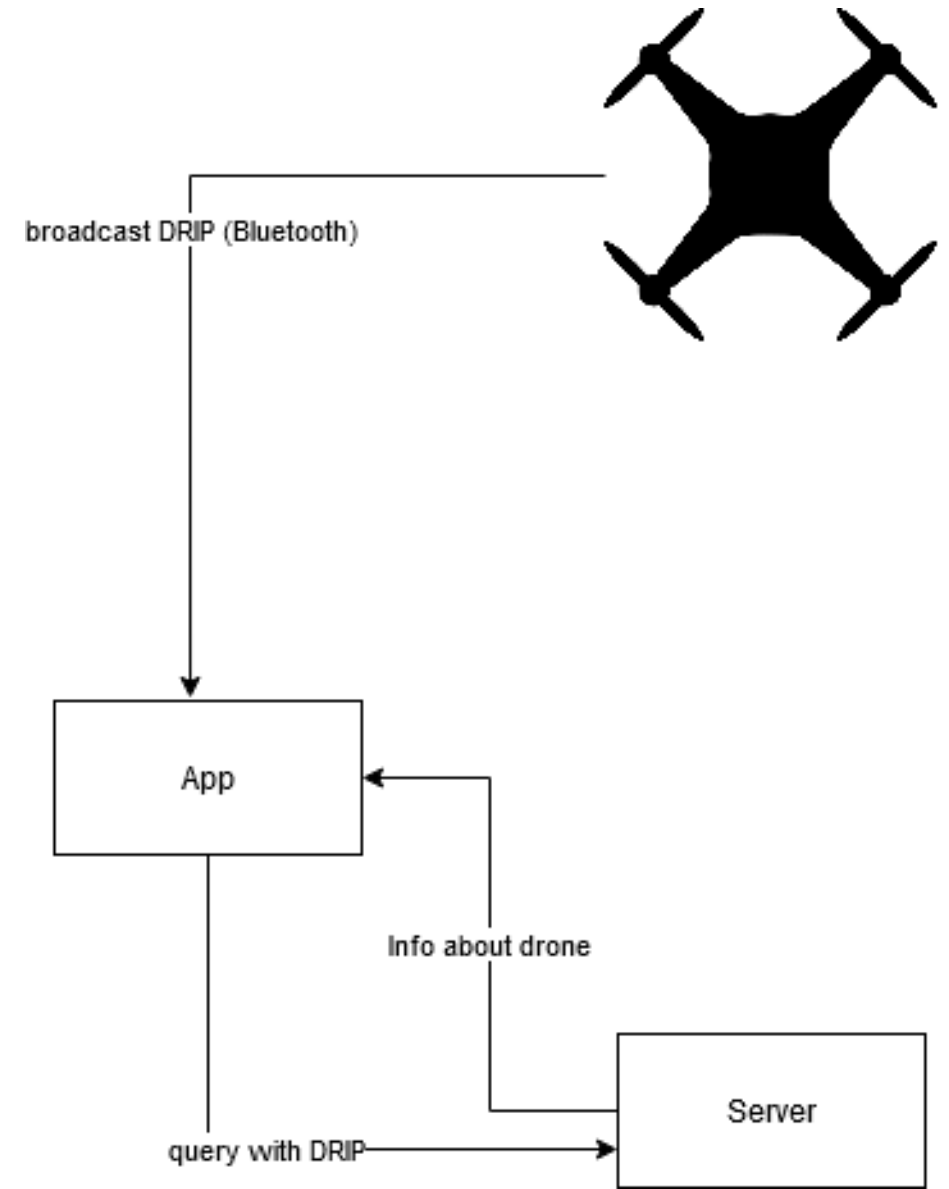 broadcast DRIP (Bluetooth)
App
Info about drone
Server
query with DRIP